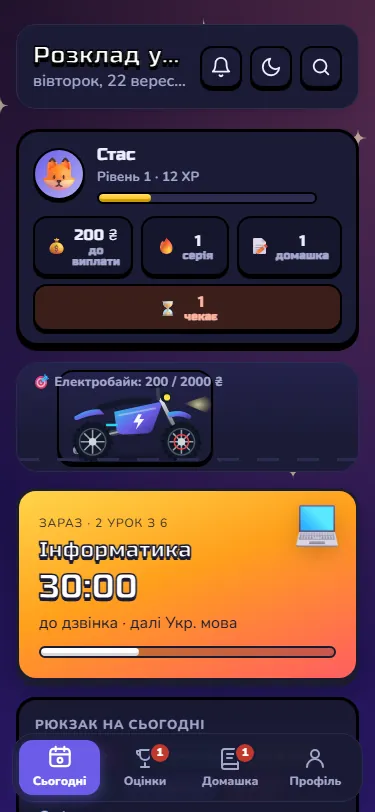 Розклад у...
вівторок, 22 верес...
Стас
Рівень 1 · 12 XP
200 ₴
до
виплати
1
серія
1
домашка
1
чекає
Електробайк: 200 / 2000 ₴
ЗАРАЗ · 2 УРОК З 6
Інформатика
30:00
до дзвінка · далі Укр. мова
РЮКЗАК НА СЬОГОДНІ
1
1
Сьогодні
Оцінки
Домашка
Профіль